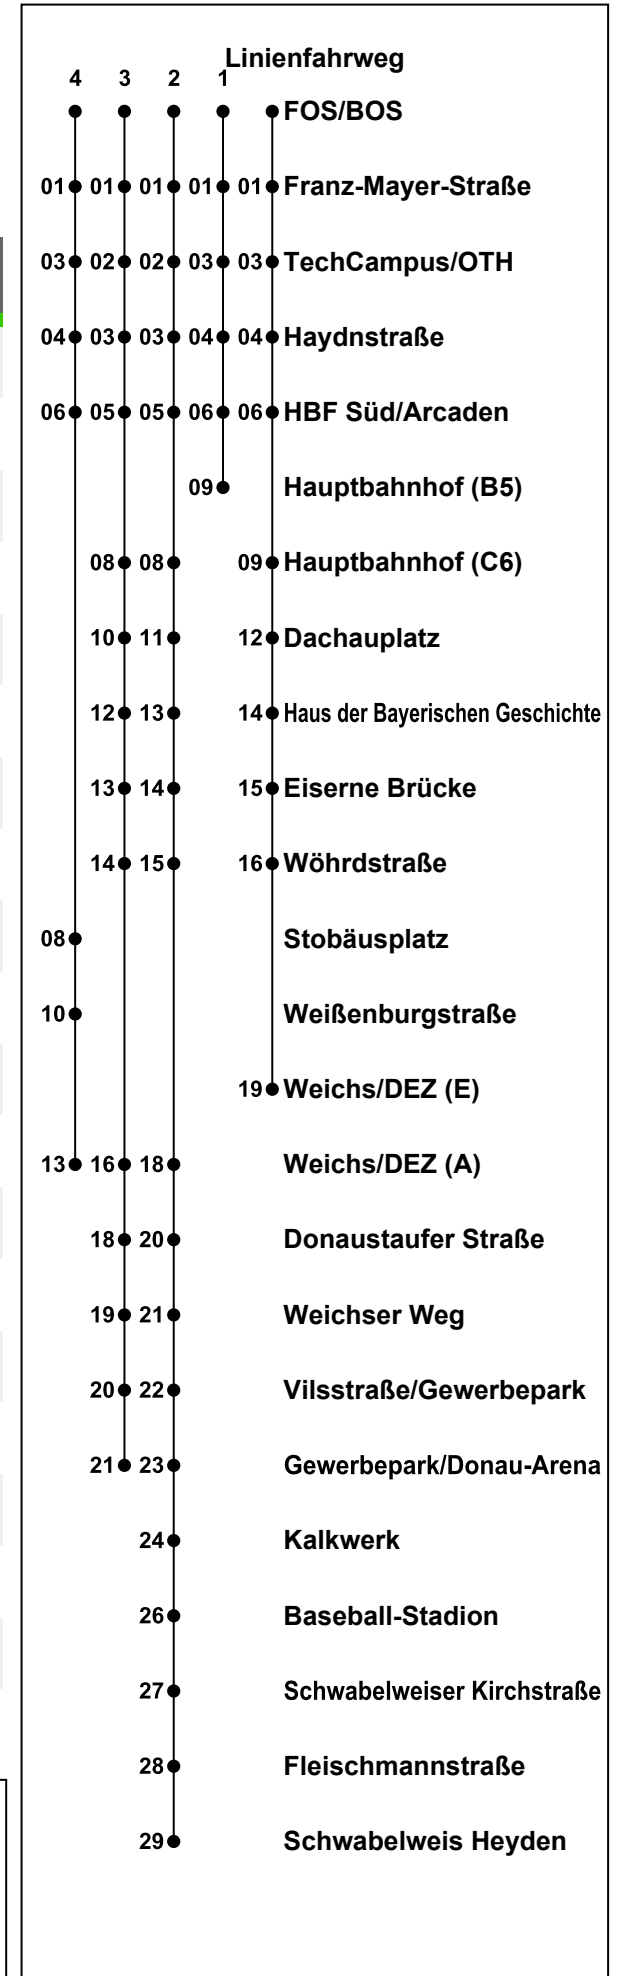 Linienfahrweg
4 3 2 1
FOS/BOS
01 01 01 01 01 Franz-Mayer-Straße
03 02 02 03 03 TechCampus/OTH
04 03 03 04 04 Haydnstraße
06 05 05 06 06 HBF Süd/Arcaden
09 Hauptbahnhof (B5)
08 08 09 Hauptbahnhof (C6)
10 11 12 Dachauplatz
12 13 14 Haus der Bayerischen Geschichte
13 14 15 Eiserne Brücke
14 15 16 Wöhrdstraße
08 Stobäusplatz
10 Weißenburgstraße
19 Weichs/DEZ (E)
13 16 18 Weichs/DEZ (A)
18 20 Donaustaufer Straße
19 21 Weichser Weg
20 22 Vilsstraße/Gewerbepark
21 23 Gewerbepark/Donau-Arena
24 Kalkwerk
26 Baseball-Stadion
27 Schwabelweiser Kirchstraße
28 Fleischmannstraße
29 Schwabelweis Heyden